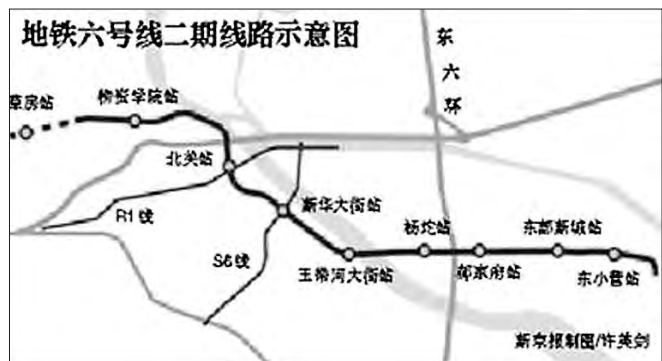 地铁六号线二期线路示意图
东六环
草房站
物资学院站
北关站
R1线
新华大街站
S6线
玉带河大街站
杨坨站
郝家府站
东部新城站
东小营站
新京报制图/许英剑